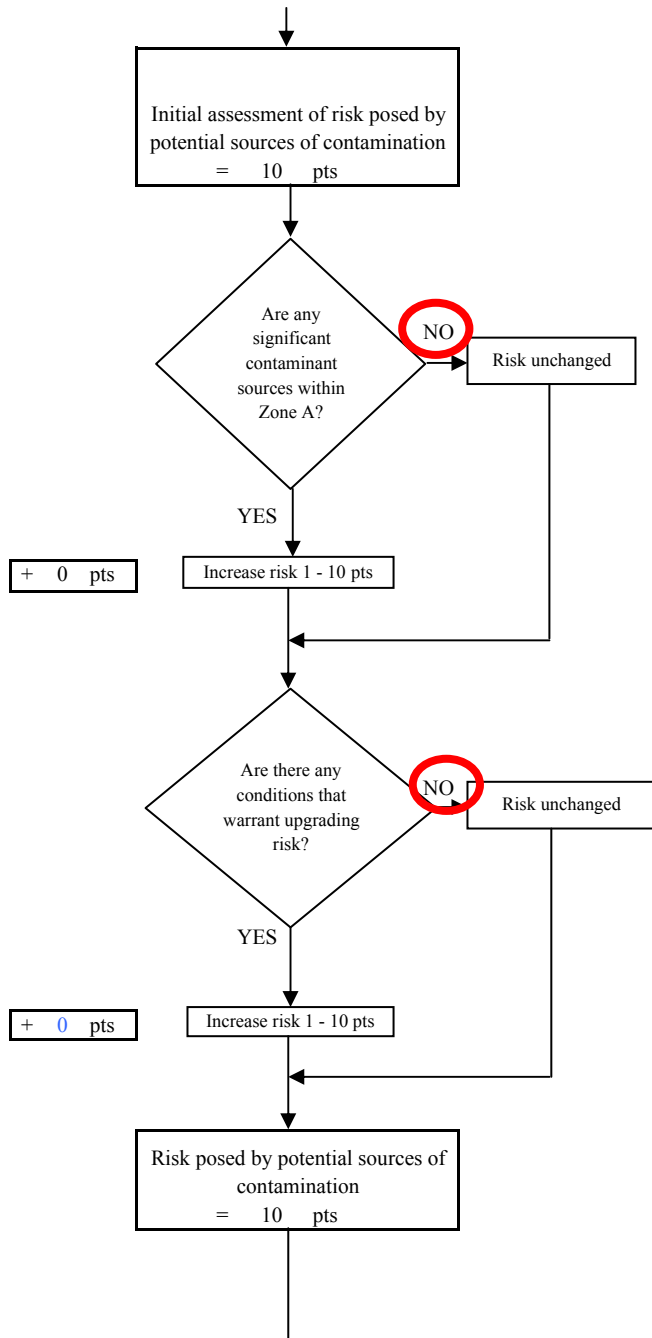 Initial assessment of risk posed by
potential sources of contamination
= 10 pts
Are any
significant
contaminant
sources within
Zone A?
NO
Risk unchanged
YES
+ 0 pts
Increase risk 1 - 10 pts
Are there any
conditions that
warrant upgrading
risk?
NO
Risk unchanged
YES
+ 0 pts
Increase risk 1 - 10 pts
Risk posed by potential sources of
contamination
= 10 pts